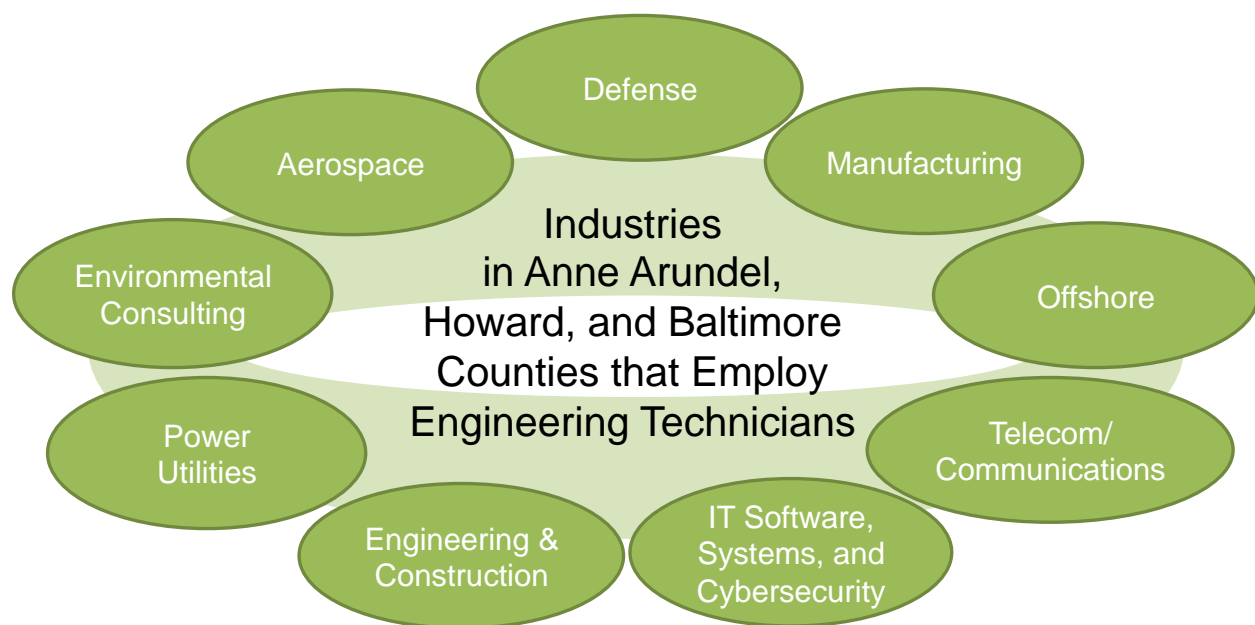 Defense
Aerospace
Manufacturing
Industries
in Anne Arundel,
Howard, and Baltimore
Counties that Employ
Engineering Technicians
Environmental
Consulting
Offshore
Power
Utilities
Telecom/
Communications
Engineering &
Construction
IT Software,
Systems, and
Cybersecurity